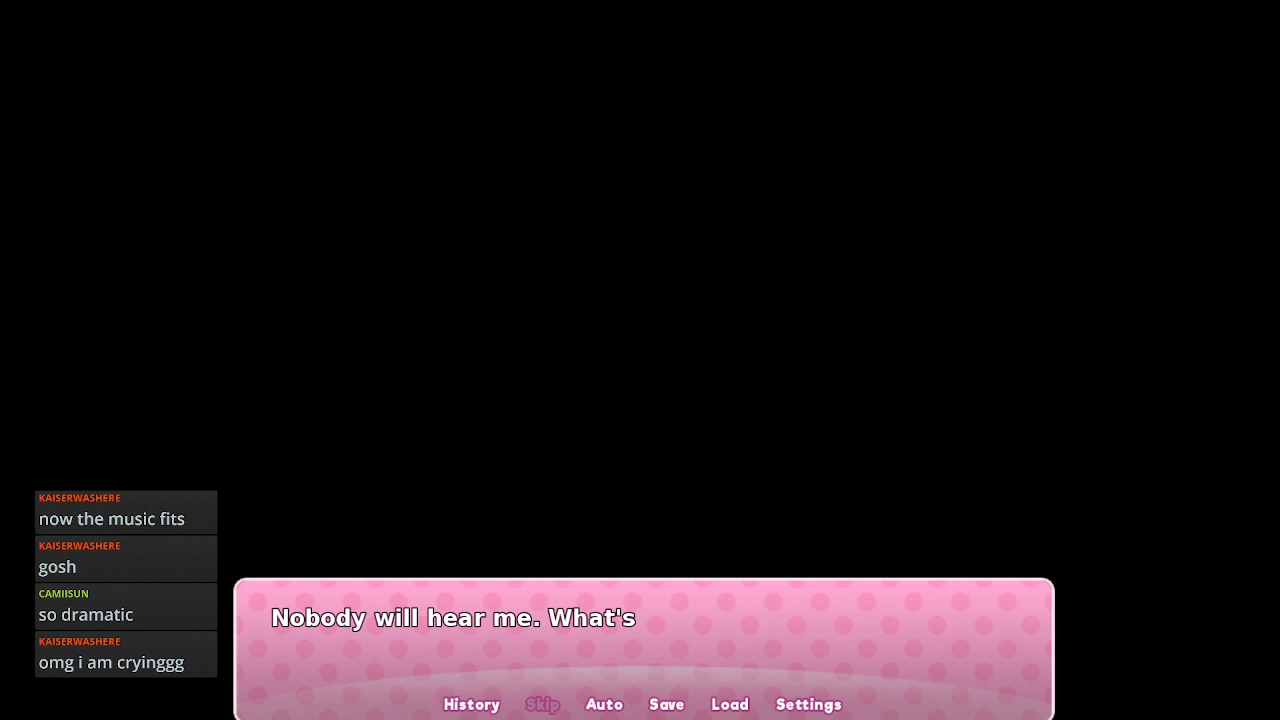 KAISERWASHERE
now the music fits
KAISERWASHERE
gosh
CAMIISUN
so dramatic
KAISERWASHERE
omg i am cryinggg
Nobody will hear me. What's
History Skip Auto Save Load Settings